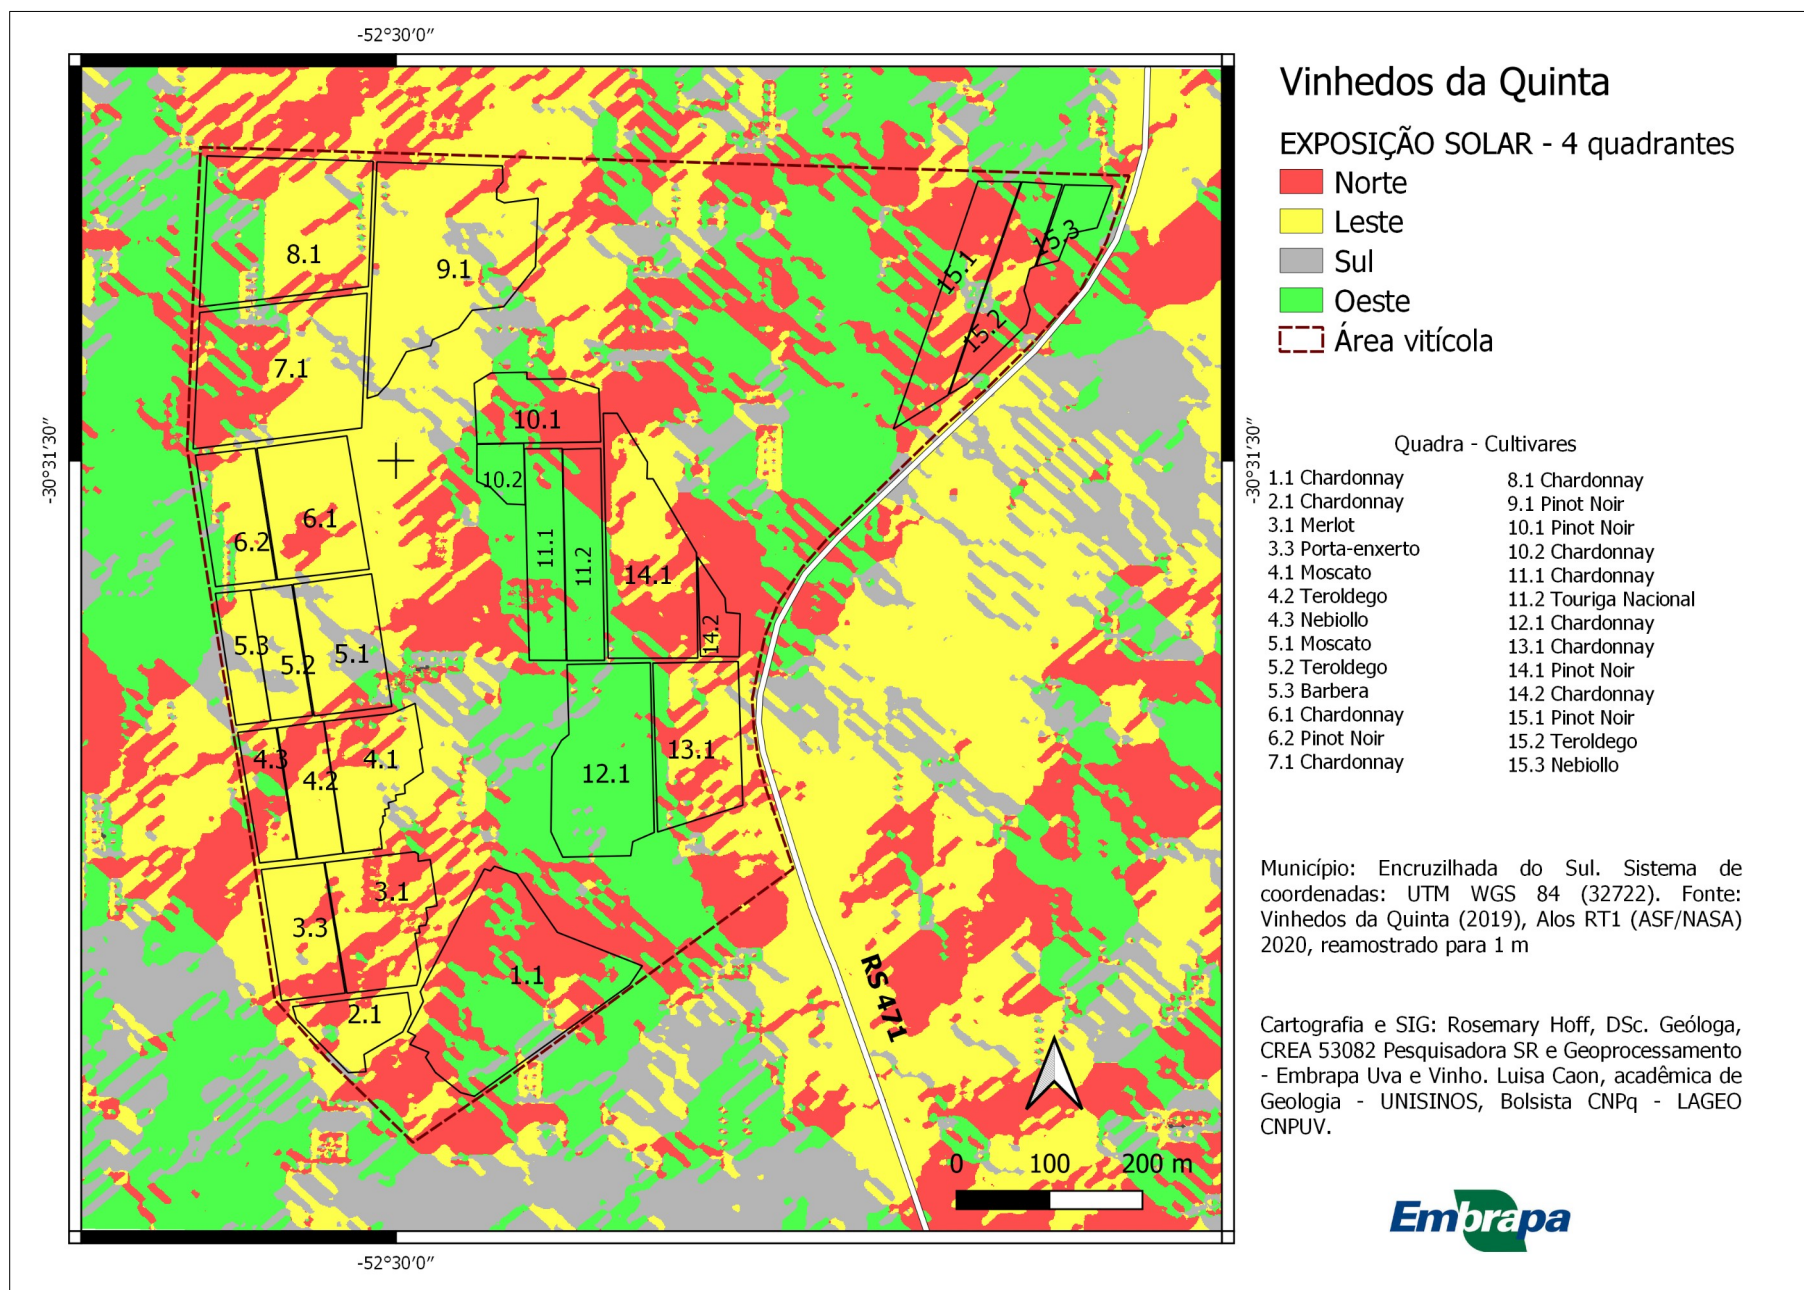 -52°30'0"
Vinhedos da Quinta
EXPOSIÇÃO SOLAR - 4 quadrantes
Norte
Leste
Sul
Oeste
Área vitícola
8.1
9.1
15.1
15.2
15.3
7.1
10.1
10.2
-30°31'30"
-30°31'30"
6.1
6.2
11.1
11.2
14.1
14.2
5.3
5.2
5.1
4.3
4.2
4.1
12.1
13.1
3.1
3.3
1.1
2.1
RS 471
0 100 200 m
-52°30'0"
Quadra - Cultivares
1.1 Chardonnay
2.1 Chardonnay
3.1 Merlot
3.3 Porta-enxerto
4.1 Moscato
4.2 Teroldego
4.3 Nebiollo
5.1 Moscato
5.2 Teroldego
5.3 Barbera
6.1 Chardonnay
6.2 Pinot Noir
7.1 Chardonnay
8.1 Chardonnay
9.1 Pinot Noir
10.1 Pinot Noir
10.2 Chardonnay
11.1 Chardonnay
11.2 Touriga Nacional
12.1 Chardonnay
13.1 Chardonnay
14.1 Pinot Noir
14.2 Chardonnay
15.1 Pinot Noir
15.2 Teroldego
15.3 Nebiollo
Município: Encruzilhada do Sul. Sistema de
coordenadas: UTM WGS 84 (32722). Fonte:
Vinhedos da Quinta (2019), Alos RT1 (ASF/NASA)
2020, reamostrado para 1 m
Cartografia e SIG: Rosemary Hoff, DSc. Geóloga,
CREA 53082 Pesquisadora SR e Geoprocessamento
- Embrapa Uva e Vinho. Luisa Caon, acadêmica de
Geologia - UNISINOS, Bolsista CNPq - LAGEO
CNPUV.
Embrapa